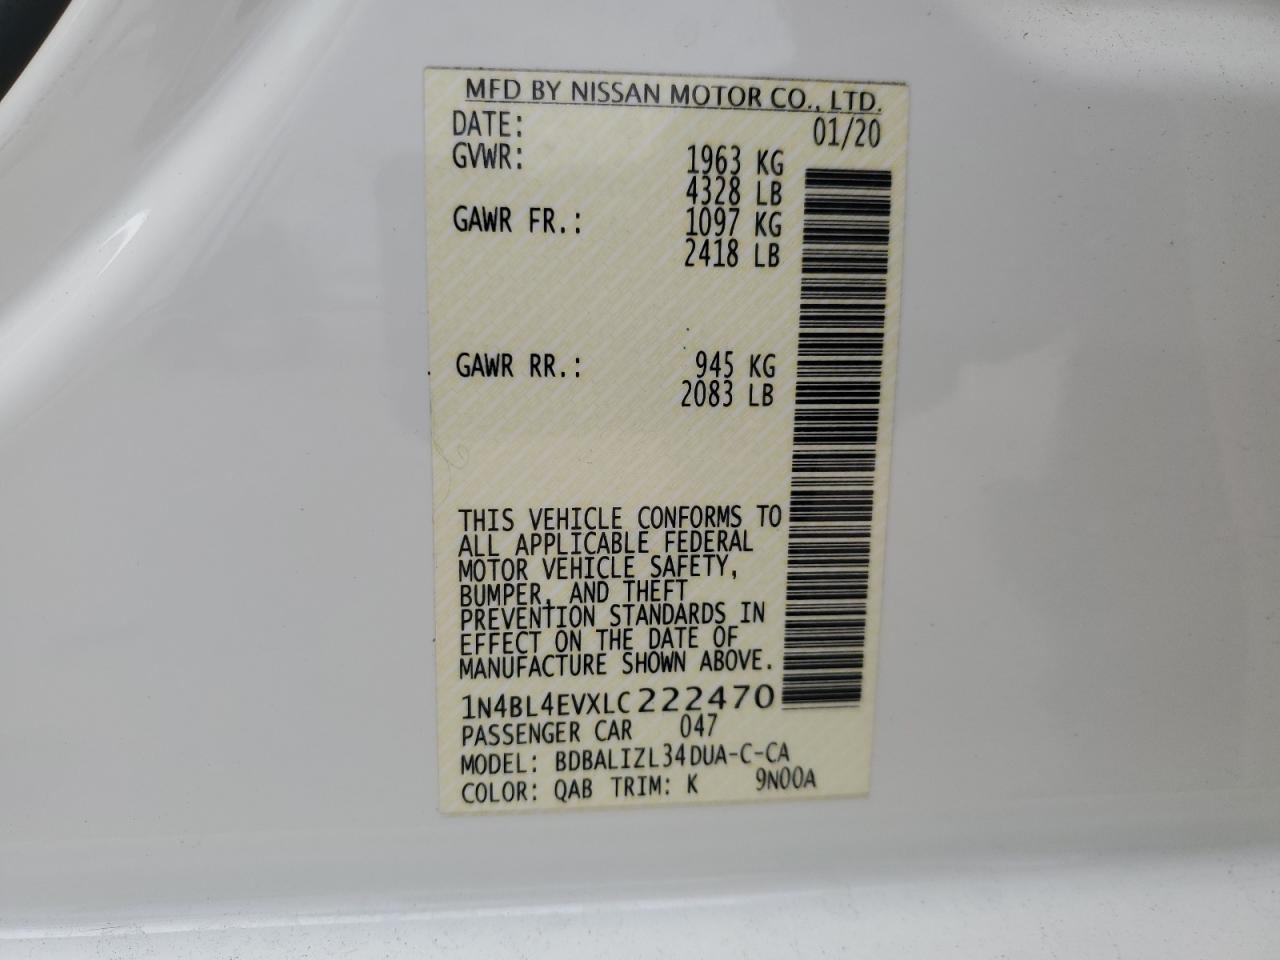 MFD BY NISSAN MOTOR CO., LTD.
DATE: 01/20
GVWR: 1963 KG
4328 LB
GAWR FR.: 1097 KG
2418 LB
GAWR RR.: 945 KG
2083 LB
THIS VEHICLE CONFORMS TO
ALL APPLICABLE FEDERAL
MOTOR VEHICLE SAFETY,
BUMPER, AND THEFT
PREVENTION STANDARDS IN
EFFECT ON THE DATE OF
MANUFACTURE SHOWN ABOVE.
1N4BL4EVXLC222470
PASSENGER CAR 047
MODEL: BDBALIZL34DUA-C-CA
COLOR: QAB TRIM: K 9N00A